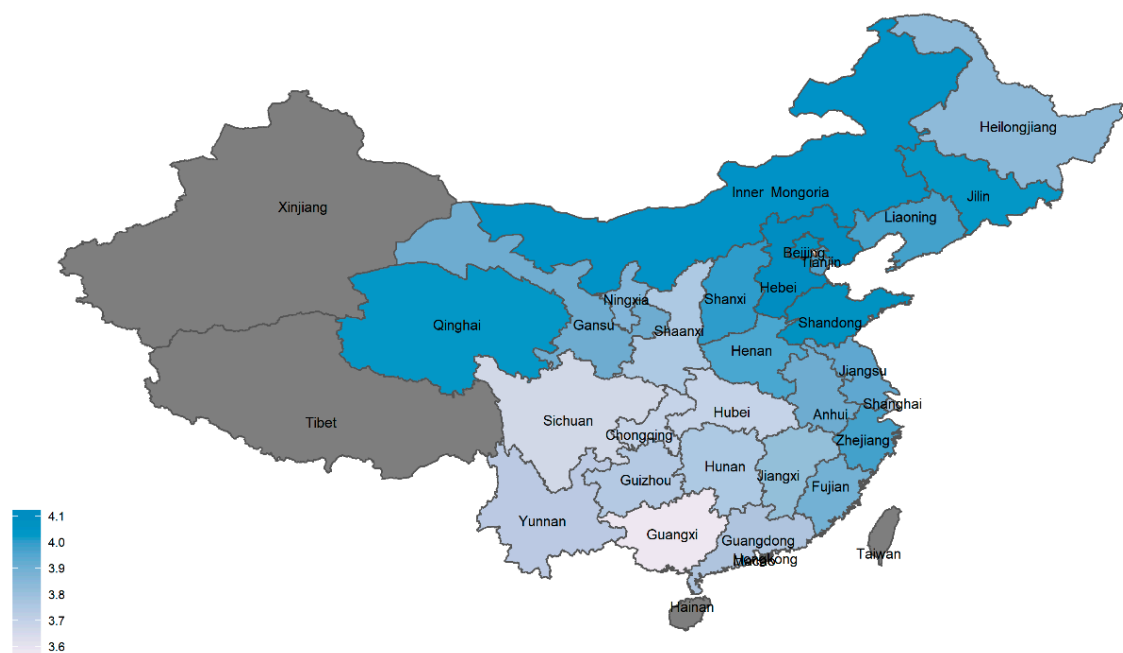 Heilongjiang
Inner Mongoria
Jilin
Xinjiang
Liaoning
Beijing
Tianjin
Ningxia
Shanxi
Hebei
Qinghai
Gansu
Shaanxi
Shandong
Henan
Jiangsu
Tibet
Sichuan
Hubei
Anhui
Shanghai
Chongqing
Zhejiang
Hunan
Guizhou
Jiangxi
Fujian
Yunnan
Guangxi
Guangdong
Hongkong
Macao
Taiwan
Hainan
4.1
4.0
3.9
3.8
3.7
3.6